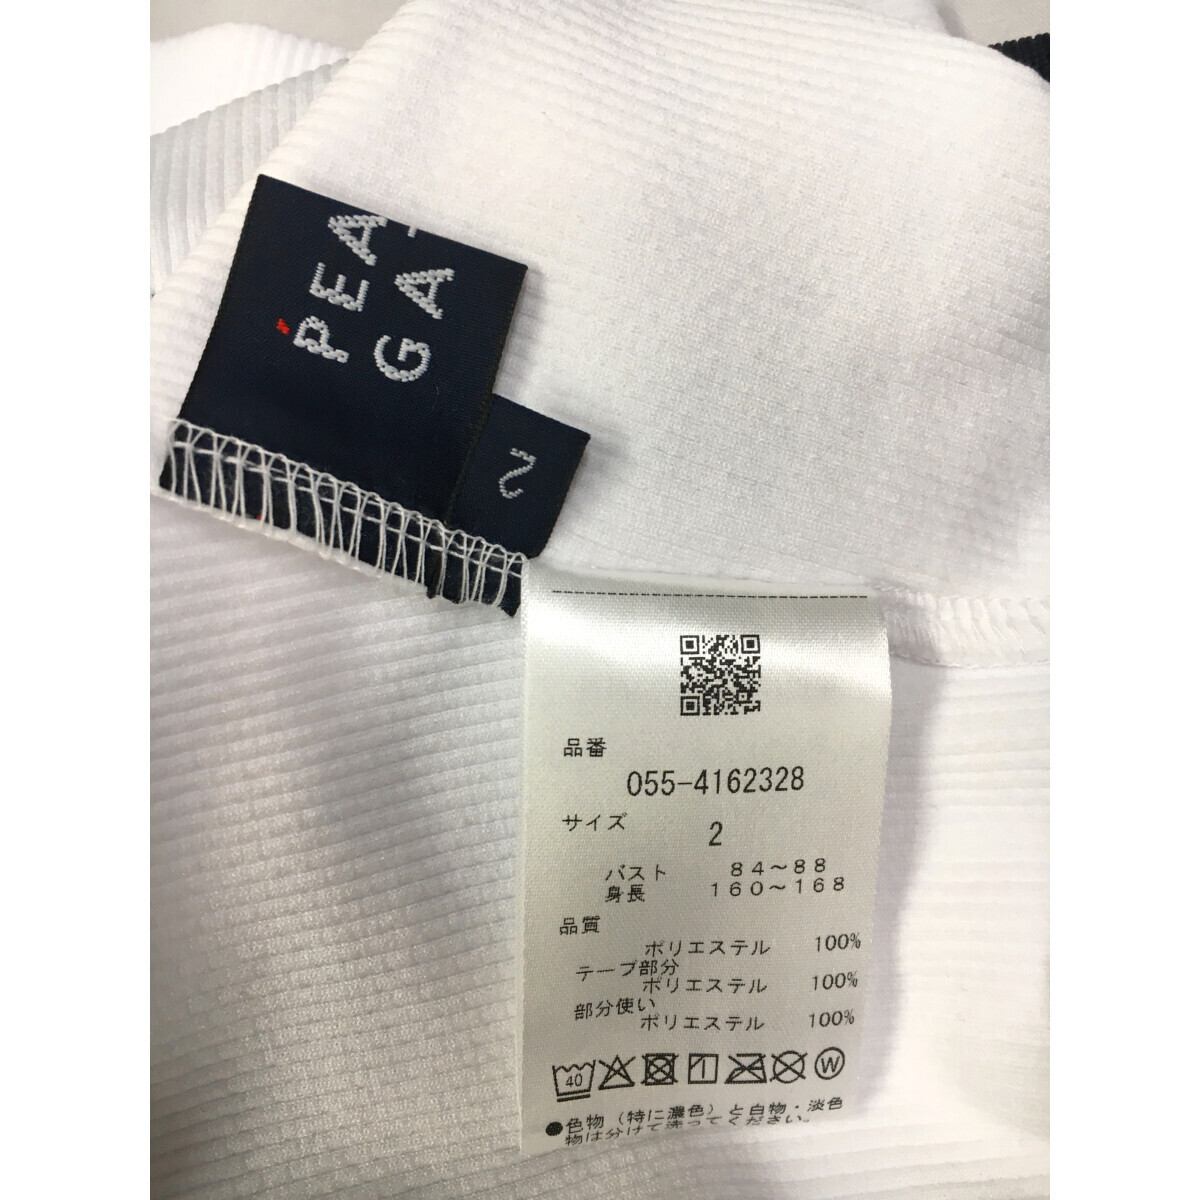 PEA
GA
2
品番
055-4162328
サイズ
2
バスト 84～88
身長 160～168
品質
ポリエステル 100%
テープ部分
ポリエステル 100%
部分使い
ポリエステル 100%
40
W
●色物（特に濃色）と白物・淡色
物は分けて洗ってください。